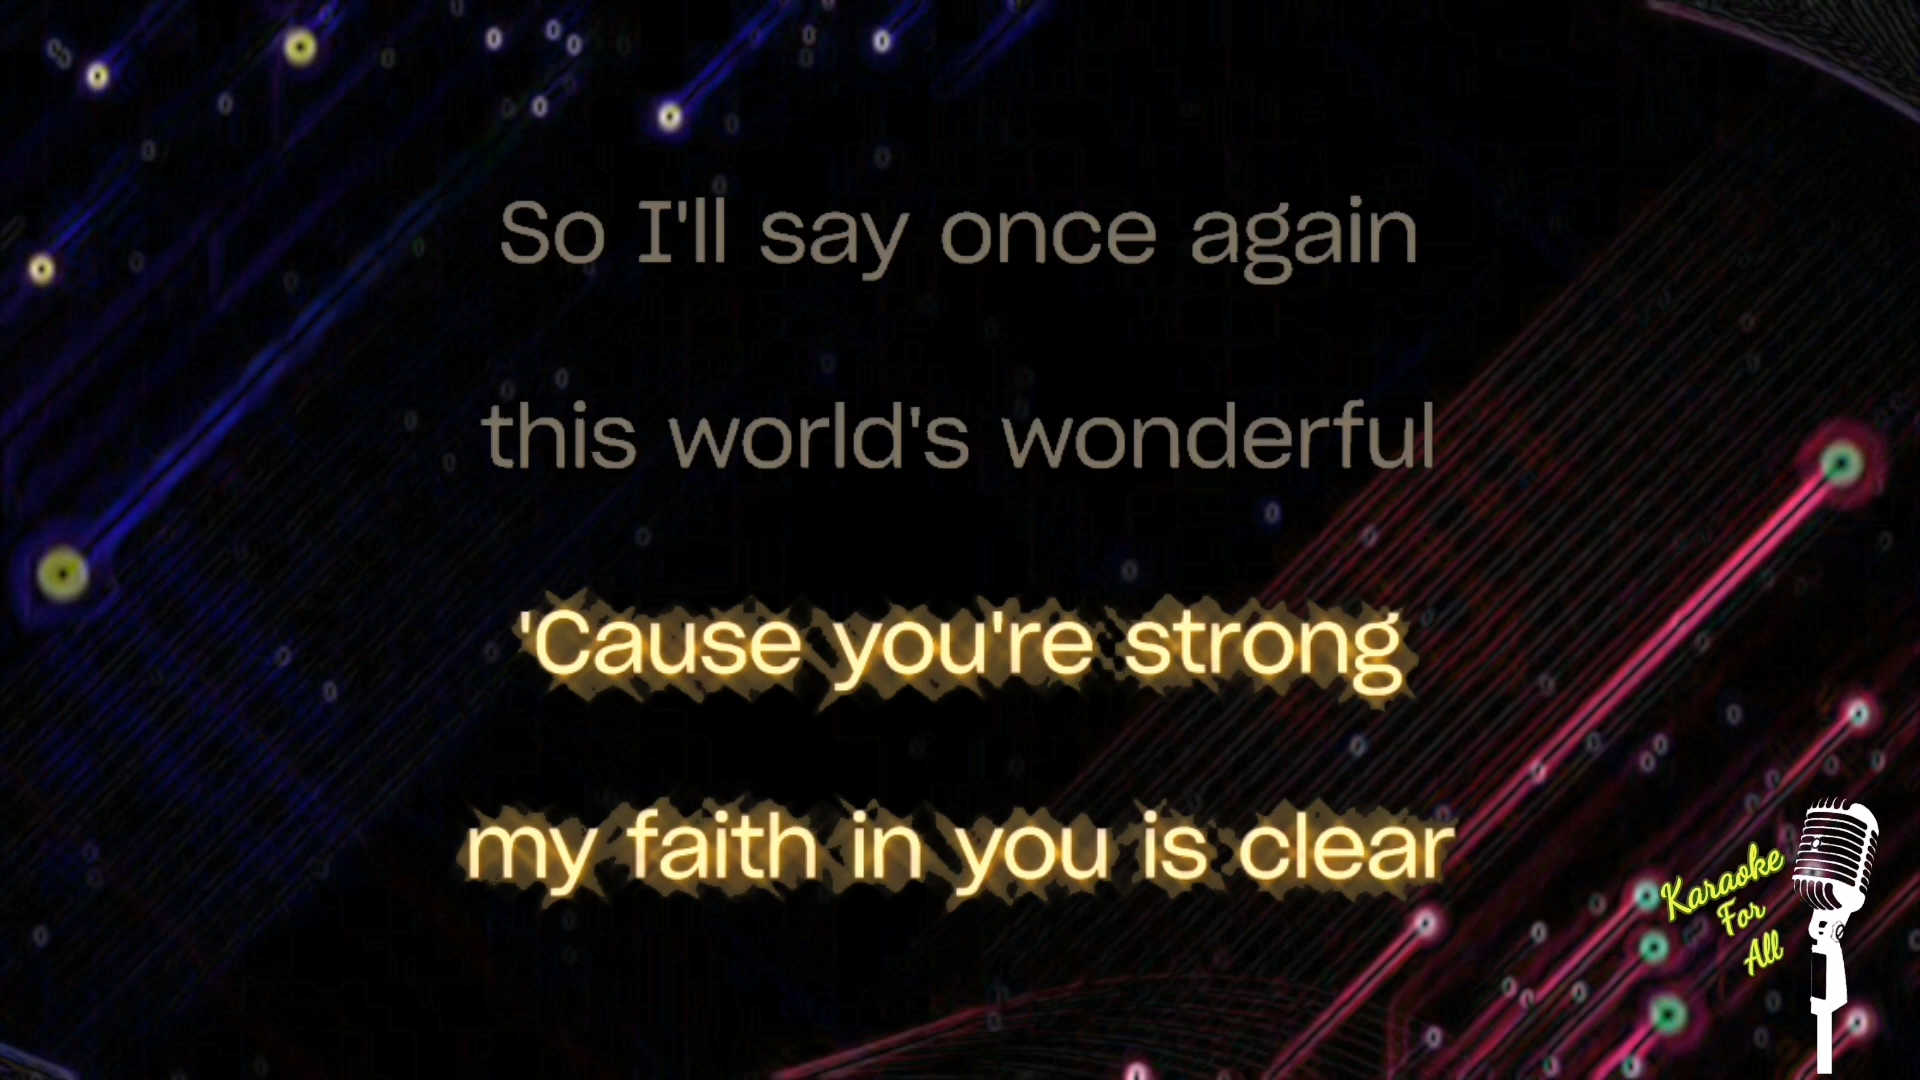 So I'll say once again
this world's wonderful
'Cause you're strong
my faith in you is clear
Karaoke
For
All